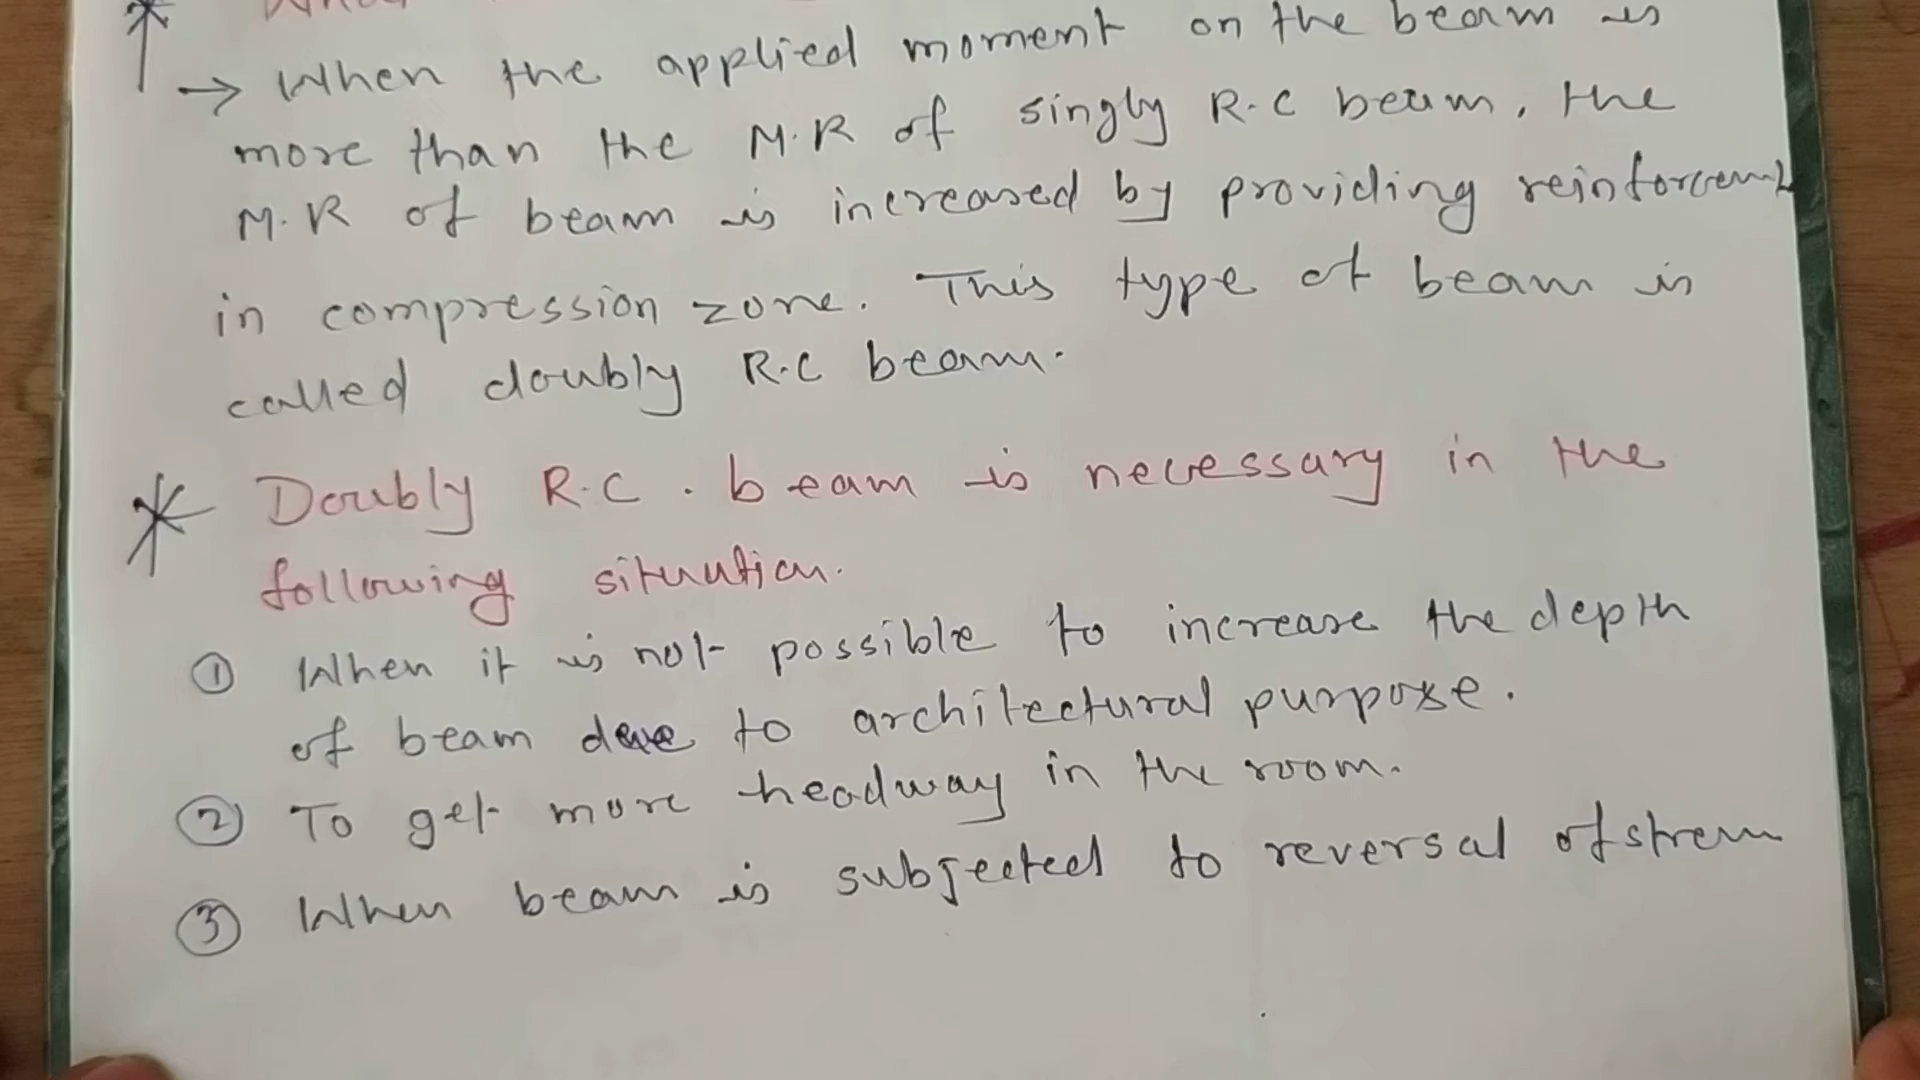 → When the applied moment on the beam is
more than the M.R of singly R.C beam, the
M.R of beam is increased by providing reinforcement
in compression zone. This type of beam is
called doubly R.C beam.
* Doubly R.C. beam is necessary in the
following situation.
① When it is not possible to increase the depth
of beam due to architectural purpose.
② To get more headway in the room.
③ When beam is subjected to reversal of stress